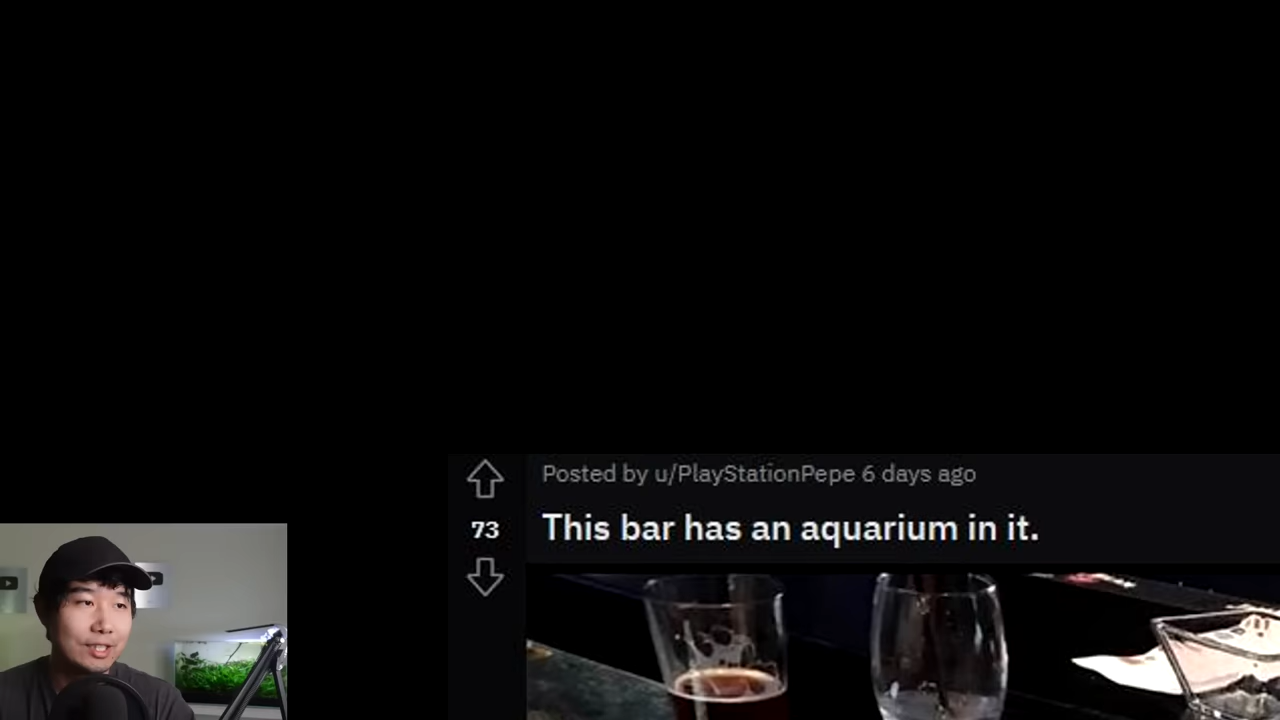 Posted by u/PlayStationPepe 6 days ago
73
This bar has an aquarium in it.